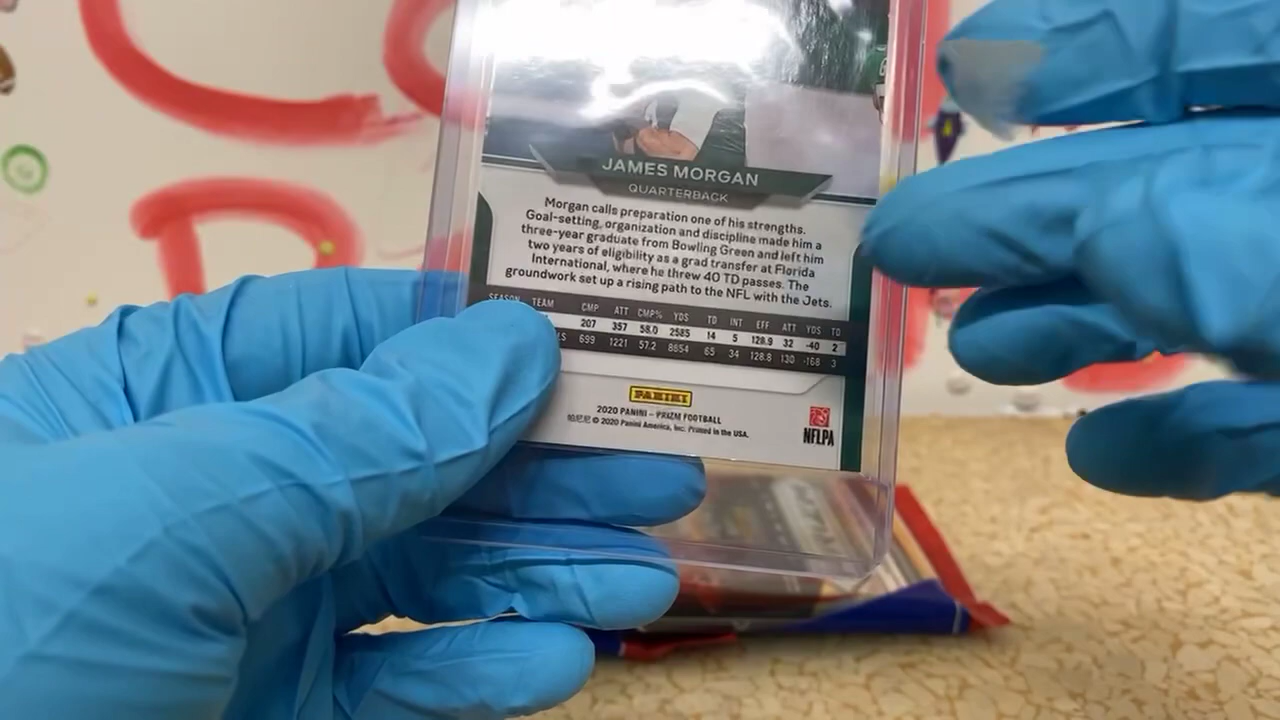 JAMES MORGAN
QUARTERBACK
Morgan calls preparation one of his strengths.
Goal-setting, organization and discipline made him a
three-year graduate from Bowling Green and left him
two years of eligibility as a grad transfer at Florida
International, where he threw 40 TD passes. The
groundwork set up a rising path to the NFL with the Jets.
SEASON TEAM CMP ATT CMP% YDS TD INT EFF ATT YDS TD
207 357 58.0 2585 14 5 128.9 32 -40 2
699 1221 57.2 8654 65 34 128.8 130 -168 3
PANINI
2020 PANINI – PRIZM FOOTBALL
© 2020 Panini America, Inc. Printed in the USA.
NFLPA